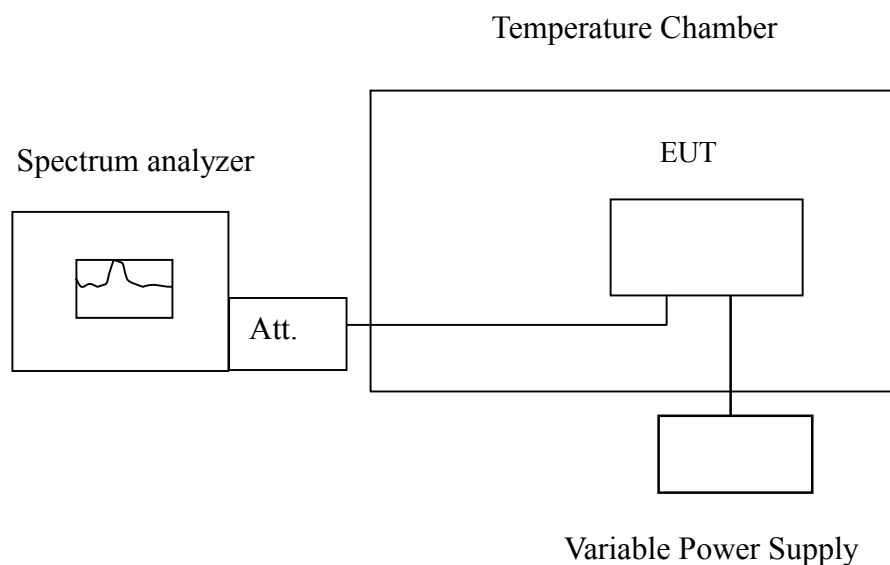 Temperature Chamber
Spectrum analyzer
EUT
Att.
Variable Power Supply